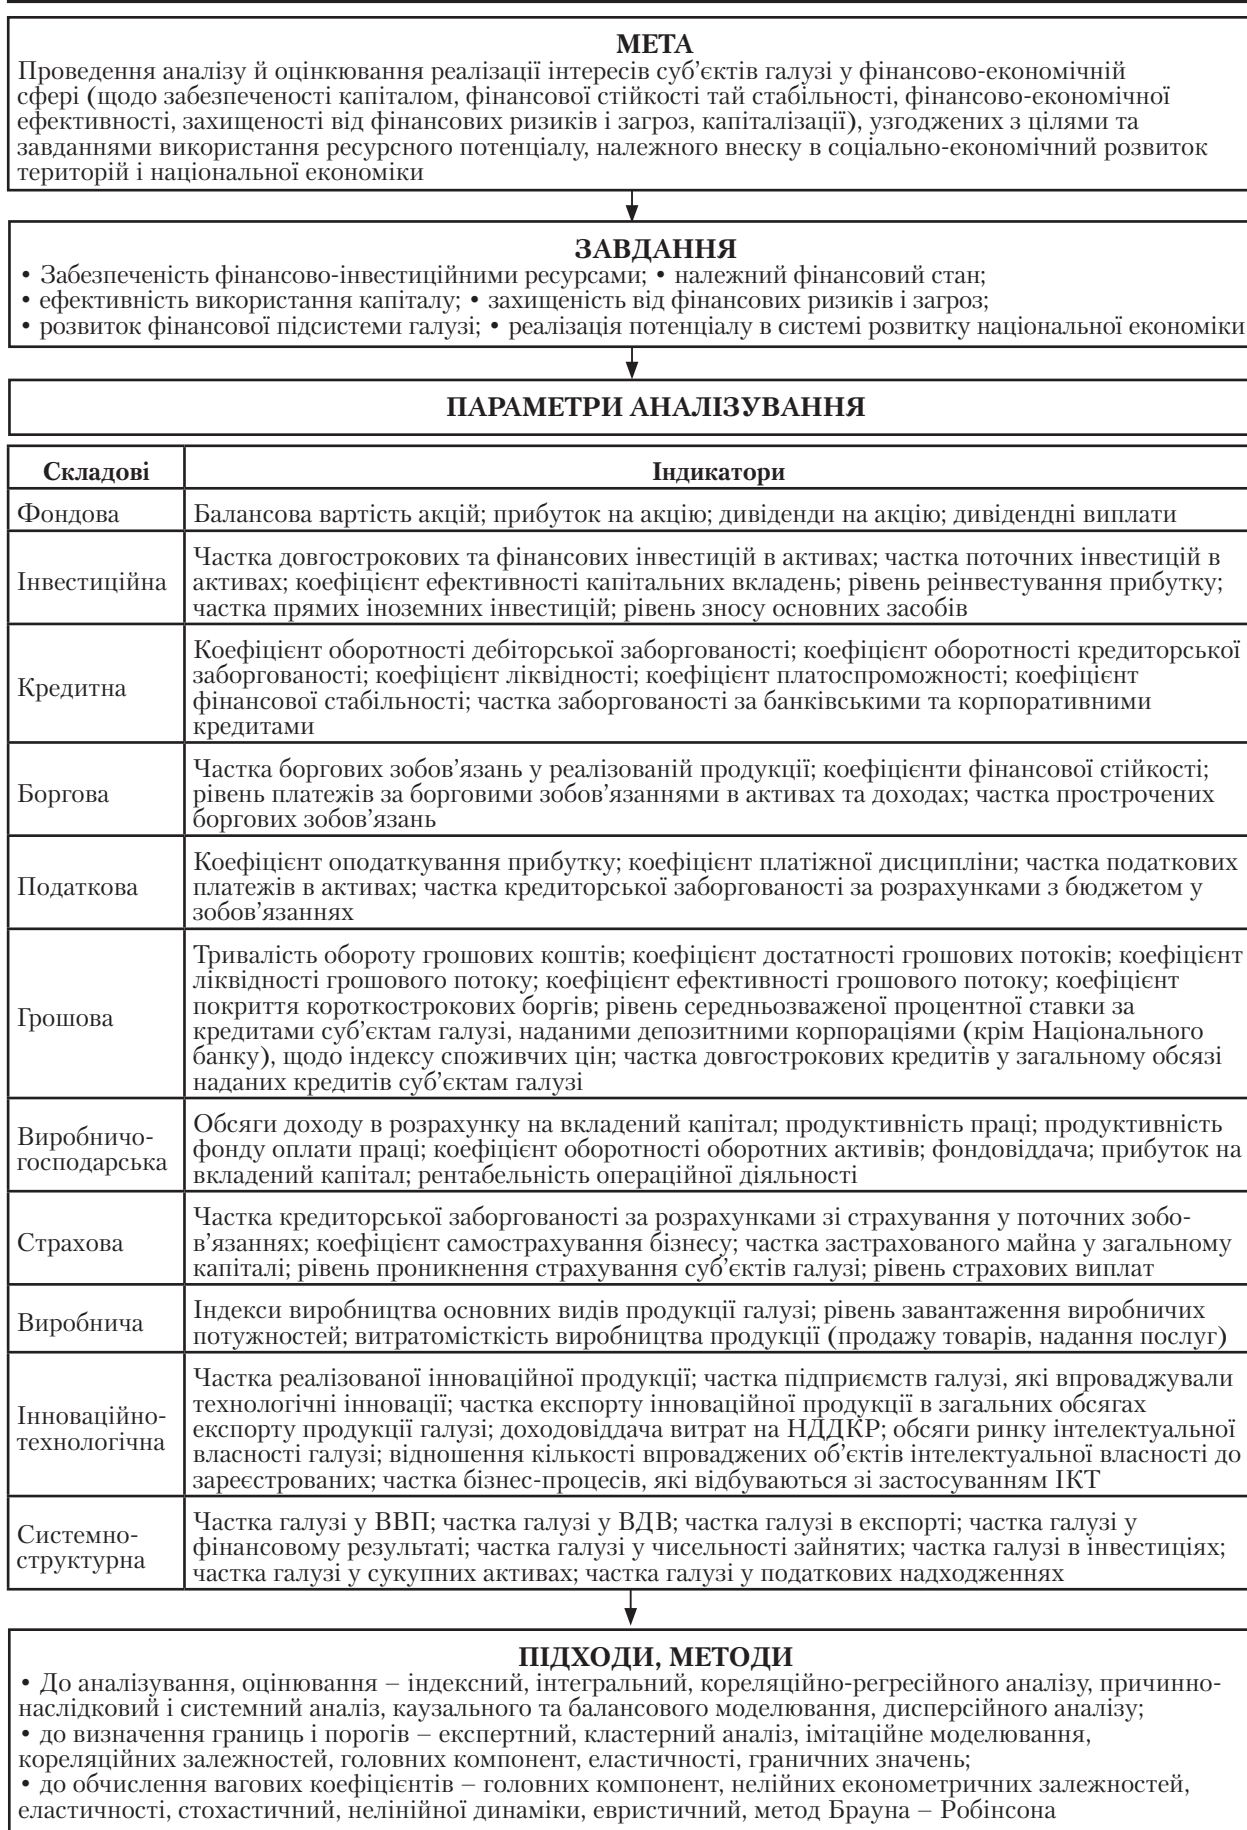 МЕТА
Проведення аналізу й оцінкювання реалізації інтересів суб’єктів галузі у фінансово-економічній
сфері (щодо забезпеченості капіталом, фінансової стійкості тай стабільності, фінансово-економічної
ефективності, захищеності від фінансових ризиків і загроз, капіталізації), узгоджених з цілями та
завданнями використання ресурсного потенціалу, належного внеску в соціально-економічний розвиток
територій і національної економіки
ЗАВДАННЯ
• Забезпеченість фінансово-інвестиційними ресурсами; • належний фінансовий стан;
• ефективність використання капіталу; • захищеність від фінансових ризиків і загроз;
• розвиток фінансової підсистеми галузі; • реалізація потенціалу в системі розвитку національної економіки
ПАРАМЕТРИ АНАЛІЗУВАННЯ
Складові
Індикатори
Фондова
Балансова вартість акцій; прибуток на акцію; дивіденди на акцію; дивідендні виплати
Інвестиційна
Частка довгострокових та фінансових інвестицій в активах; частка поточних інвестицій в
активах; коефіцієнт ефективності капітальних вкладень; рівень реінвестування прибутку;
частка прямих іноземних інвестицій; рівень зносу основних засобів
Кредитна
Коефіцієнт оборотності дебіторської заборгованості; коефіцієнт оборотності кредиторської
заборгованості; коефіцієнт ліквідності; коефіцієнт платоспроможності; коефіцієнт
фінансової стабільності; частка заборгованості за банківськими та корпоративними
кредитами
Боргова
Частка боргових зобов’язань у реалізованій продукції; коефіцієнти фінансової стійкості;
рівень платежів за борговими зобов’язаннями в активах та доходах; частка прострочених
боргових зобов’язань
Податкова
Коефіцієнт оподаткування прибутку; коефіцієнт платіжної дисципліни; частка податкових
платежів в активах; частка кредиторської заборгованості за розрахунками з бюджетом у
зобов’язаннях
Грошова
Тривалість обороту грошових коштів; коефіцієнт достатності грошових потоків; коефіцієнт
ліквідності грошового потоку; коефіцієнт ефективності грошового потоку; коефіцієнт
покриття короткострокових боргів; рівень середньозваженої процентної ставки за
кредитами суб’єктам галузі, наданими депозитними корпораціями (крім Національного
банку), щодо індексу споживчих цін; частка довгострокових кредитів у загальному обсязі
наданих кредитів суб’єктам галузі
Виробничо-
господарська
Обсяги доходу в розрахунку на вкладений капітал; продуктивність праці; продуктивність
фонду оплати праці; коефіцієнт оборотності оборотних активів; фондовіддача; прибуток на
вкладений капітал; рентабельність операційної діяльності
Страхова
Частка кредиторської заборгованості за розрахунками зі страхування у поточних зобо-
в’язаннях; коефіцієнт самострахування бізнесу; частка застрахованого майна у загальному
капіталі; рівень проникнення страхування суб’єктів галузі; рівень страхових виплат
Виробнича
Індекси виробництва основних видів продукції галузі; рівень завантаження виробничих
потужностей; витратомісткість виробництва продукції (продажу товарів, надання послуг)
Інноваційно-
технологічна
Частка реалізованої інноваційної продукції; частка підприємств галузі, які впроваджували
технологічні інновації; частка експорту інноваційної продукції в загальних обсягах
експорту продукції галузі; доходовіддача витрат на НДДКР; обсяги ринку інтелектуальної
власності галузі; відношення кількості впроваджених об’єктів інтелектуальної власності до
зареєстрованих; частка бізнес-процесів, які відбуваються зі застосуванням ІКТ
Системно-
структурна
Частка галузі у ВВП; частка галузі у ВДВ; частка галузі в експорті; частка галузі у
фінансовому результаті; частка галузі у чисельності зайнятих; частка галузі в інвестиціях;
частка галузі у сукупних активах; частка галузі у податкових надходженнях
ПІДХОДИ, МЕТОДИ
• До аналізування, оцінювання – індексний, інтегральний, кореляційно-регресійного аналізу, причинно-
наслідковий і системний аналіз, каузального та балансового моделювання, дисперсійного аналізу;
• до визначення границь і порогів – експертний, кластерний аналіз, імітаційне моделювання,
кореляційних залежностей, головних компонент, еластичності, граничних значень;
• до обчислення вагових коефіцієнтів – головних компонент, нелійних економетричних залежностей,
еластичності, стохастичний, нелінійної динаміки, евристичний, метод Брауна – Робінсона